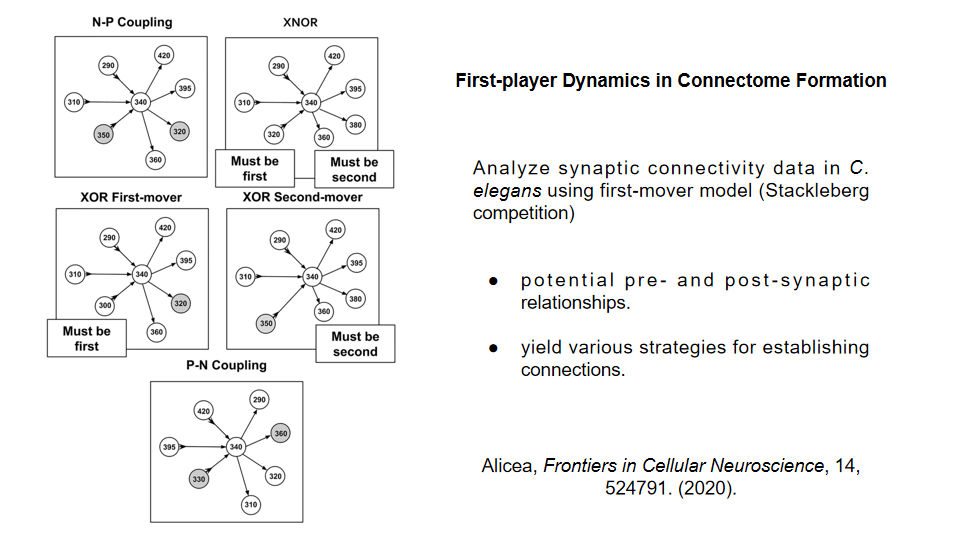 N-P Coupling
420
290
395
310
340
350
320
360
XNOR
420
290
395
310
340
380
320
360
Must be
first
Must be
second
XOR First-mover
420
290
395
310
340
300
320
360
Must be
first
XOR Second-mover
420
290
395
310
340
380
360
350
Must be
second
P-N Coupling
290
420
360
395
340
330
320
310
First-player Dynamics in Connectome Formation
Analyze synaptic connectivity data in C.
elegans using first-mover model (Stackleberg
competition)
● potential pre- and post-synaptic
relationships.
● yield various strategies for establishing
connections.
Alicea, Frontiers in Cellular Neuroscience, 14,
524791. (2020).